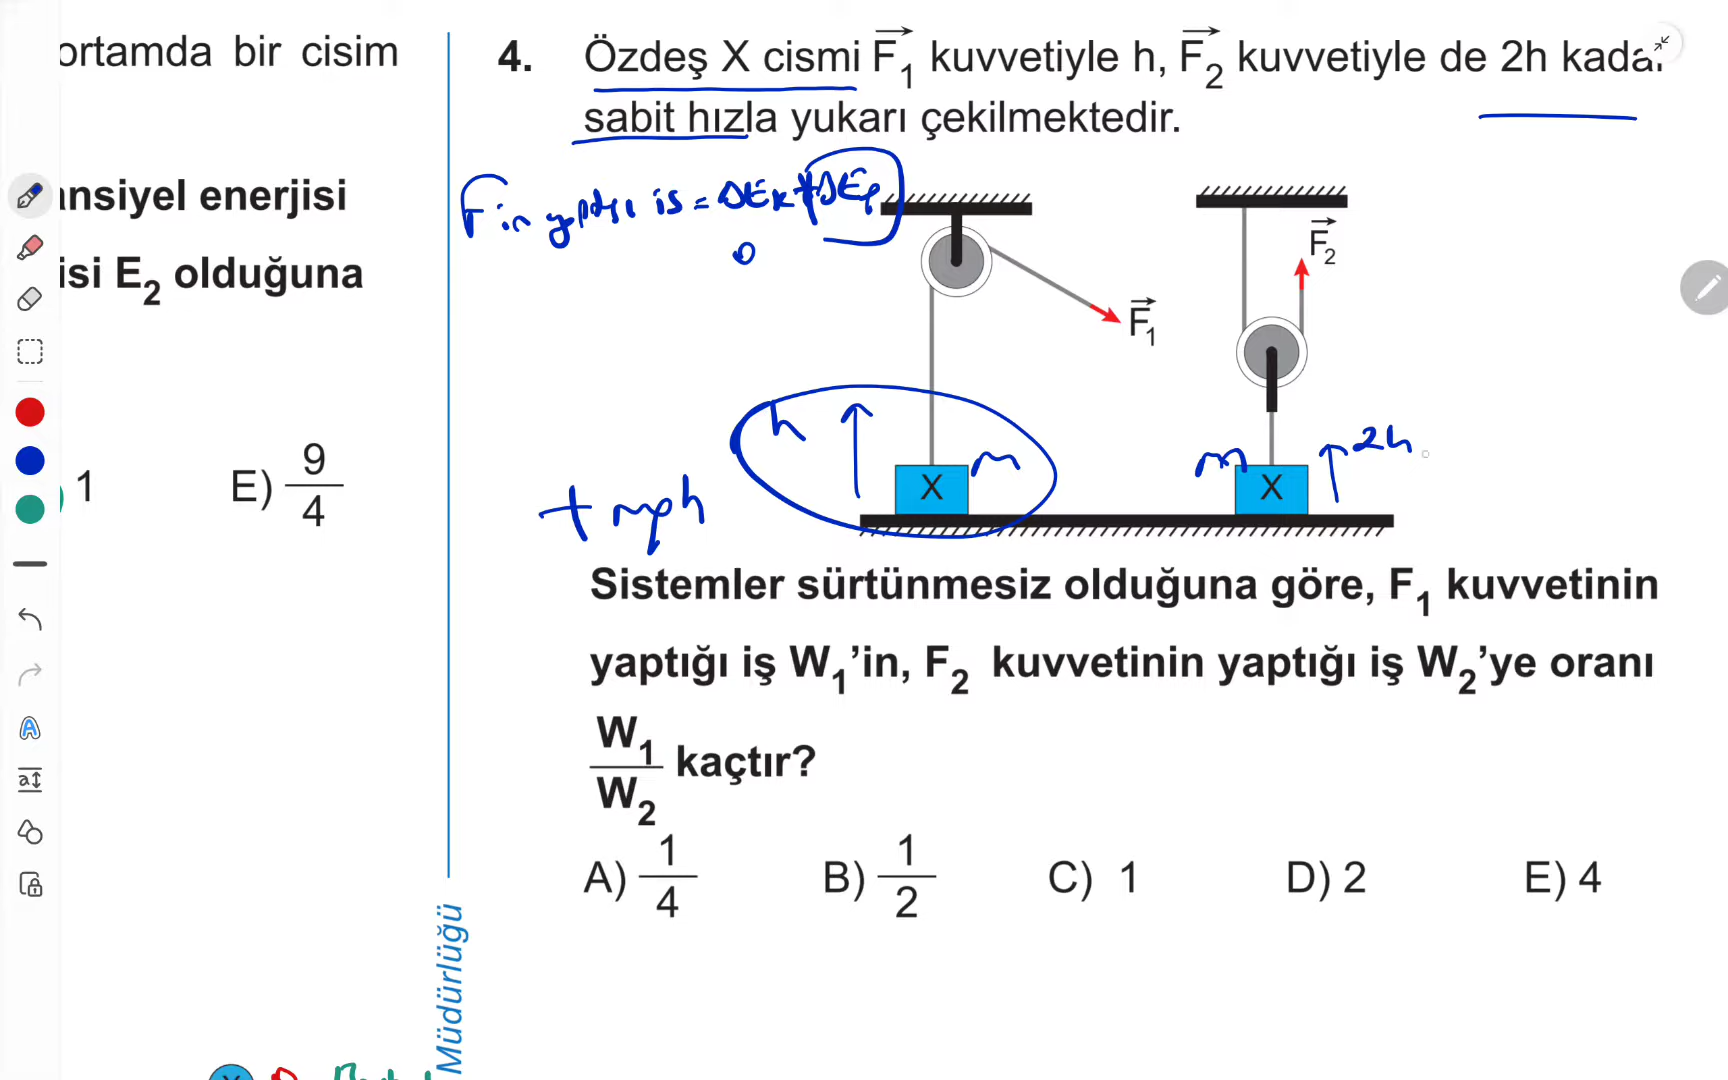 ortamda bir cisim
ansiyel enerjisi
isi E₂ olduğuna
1 E) 9/4
4. Özdeş X cismi F₁ kuvvetiyle h, F₂ kuvvetiyle de 2h kadar
sabit hızla yukarı çekilmektedir.
F in yaptığı iş = ΔEk + ΔEp
0
F₂
F₁
h
m
m
2h
X
X
+ mgh
Sistemler sürtünmesiz olduğuna göre, F₁ kuvvetinin
yaptığı iş W₁'in, F₂ kuvvetinin yaptığı iş W₂'ye oranı
W₁/W₂ kaçtır?
A) 1/4 B) 1/2 C) 1 D) 2 E) 4
Müdürlüğü